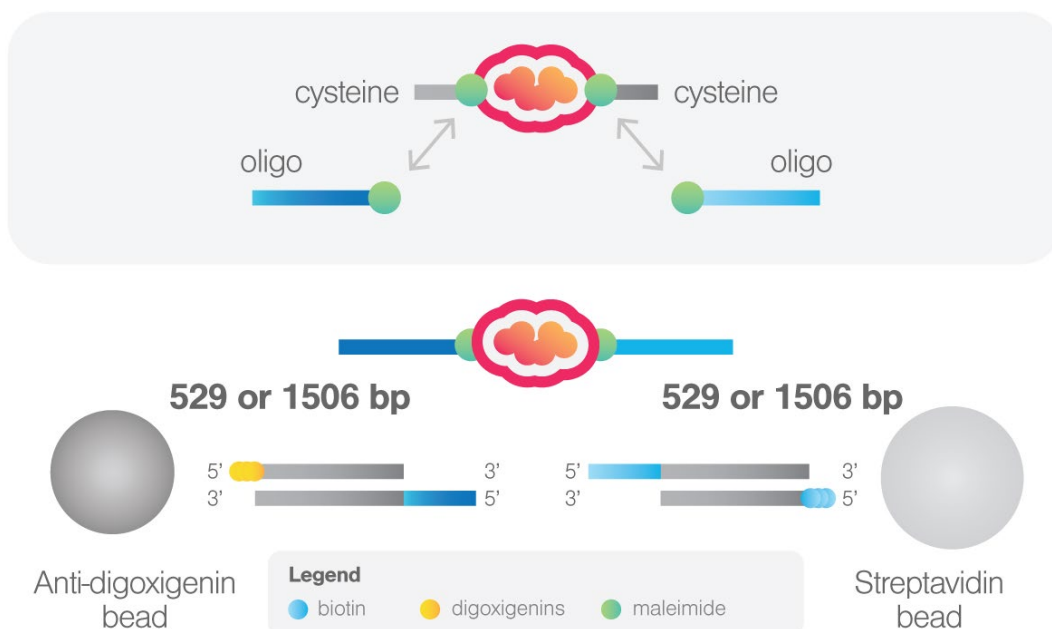 cysteine
cysteine
oligo
oligo
529 or 1506 bp
529 or 1506 bp
5’ 3’ 5’ 3’
3’ 5’ 3’ 5’
Anti-digoxigenin
bead
Streptavidin
bead
Legend
biotin digoxigenins maleimide